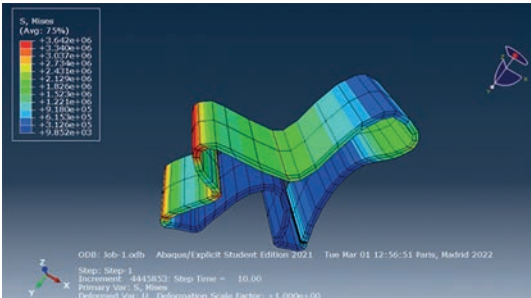 S, Mises
(Avg: 75%)
+3.642e+06
+3.340e+06
+3.037e+06
+2.734e+06
+2.431e+06
+2.129e+06
+1.826e+06
+1.523e+06
+1.221e+06
+9.180e+05
+6.153e+05
+3.126e+05
+9.852e+03
ODB: Job-1.odb Abaqus/Explicit Student Edition 2021 Tue Mar 01 12:56:51 Paris, Madrid 2022
Step: Step-1
Increment 4445853: Step Time = 10.00
Primary Var: S, Mises
Deformed Var: U Deformation Scale Factor: +1.000e+00
Z
Y
X